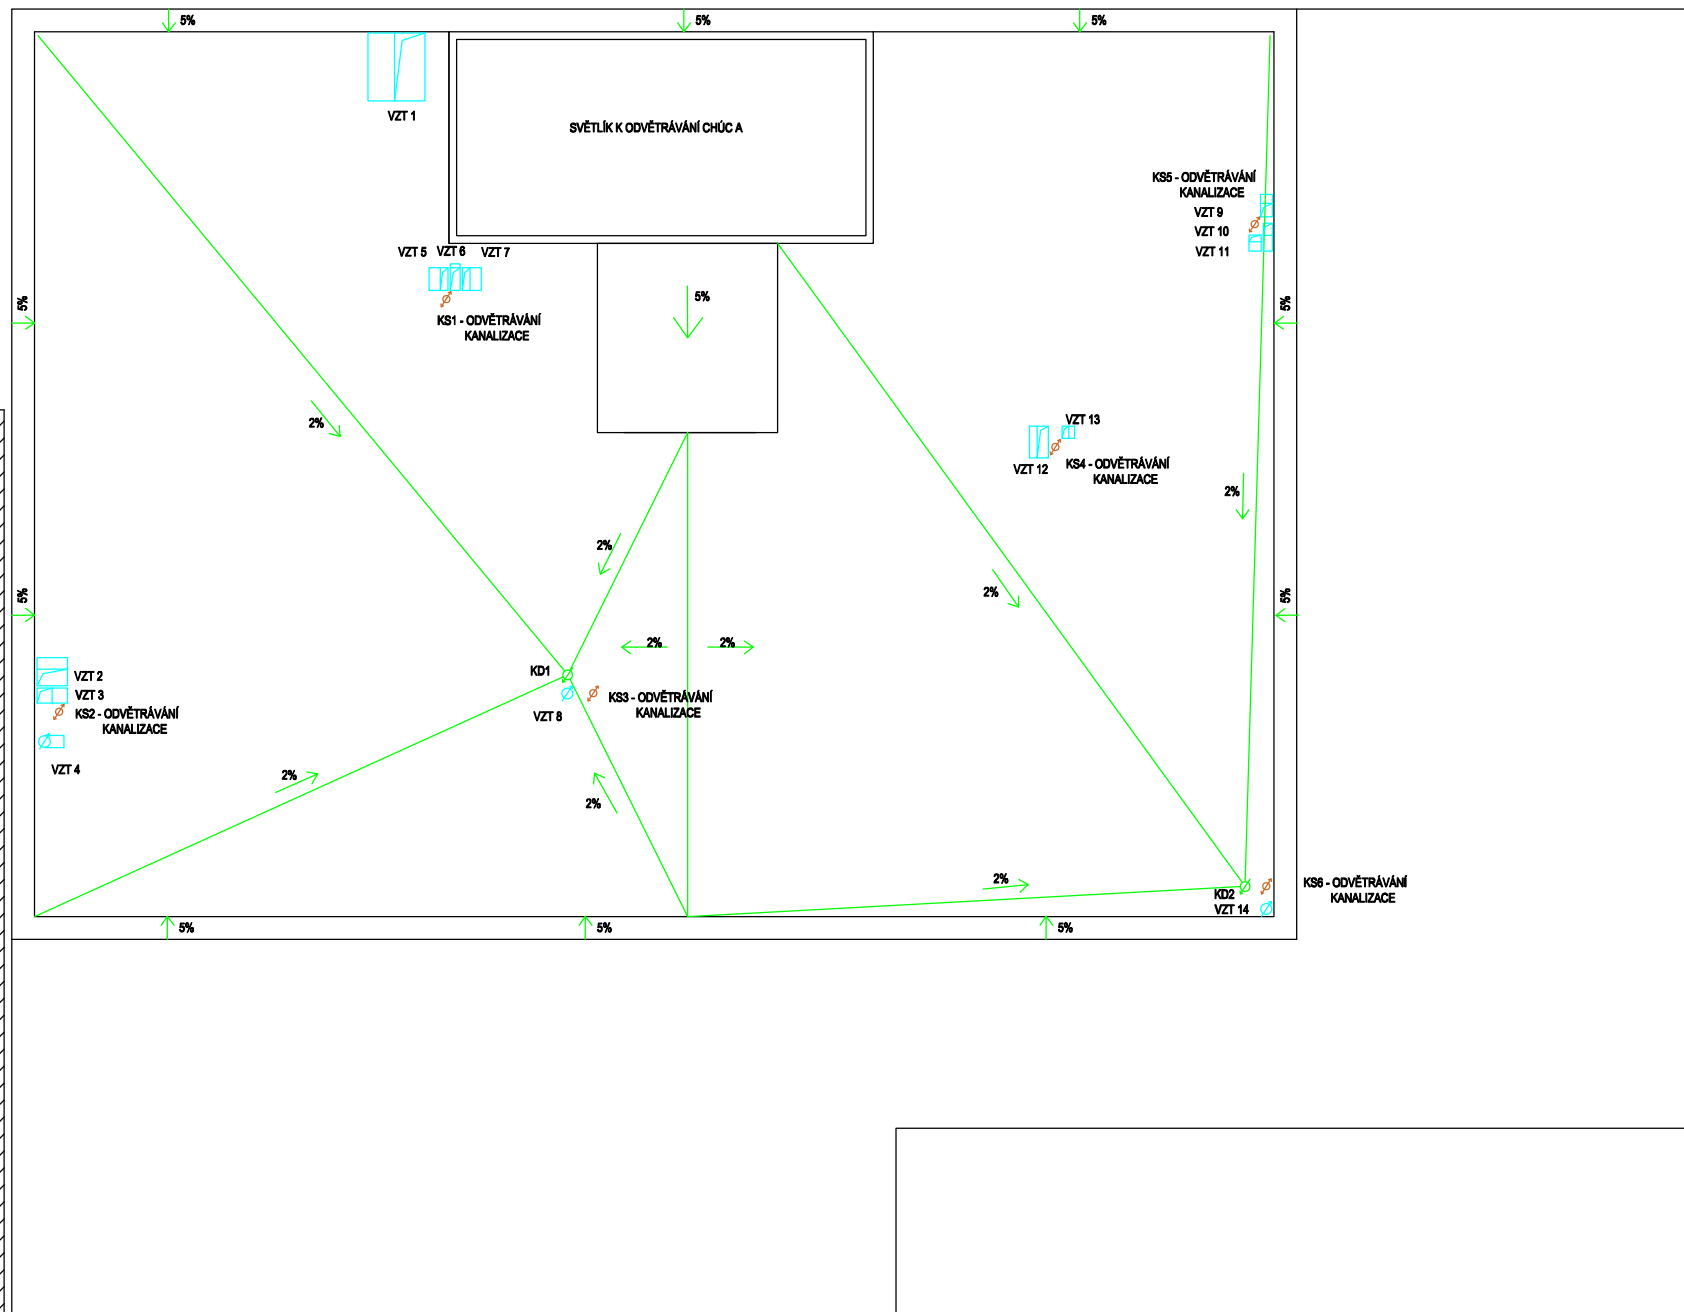 5%
5%
5%
VZT 1
SVĚTLÍK K ODVĚTRÁVÁNÍ CHÚC A
KS5 - ODVĚTRÁVÁNÍ
KANALIZACE
VZT 9
VZT 10
VZT 11
VZT 5
VZT 6
VZT 7
KS1 - ODVĚTRÁVÁNÍ
KANALIZACE
5%
5%
5%
2%
VZT 13
VZT 12
KS4 - ODVĚTRÁVÁNÍ
KANALIZACE
2%
2%
5%
2%
5%
2%
2%
KD1
VZT 8
KS3 - ODVĚTRÁVÁNÍ
KANALIZACE
VZT 2
VZT 3
KS2 - ODVĚTRÁVÁNÍ
KANALIZACE
VZT 4
2%
2%
2%
KD2
VZT 14
KS6 - ODVĚTRÁVÁNÍ
KANALIZACE
5%
5%
5%